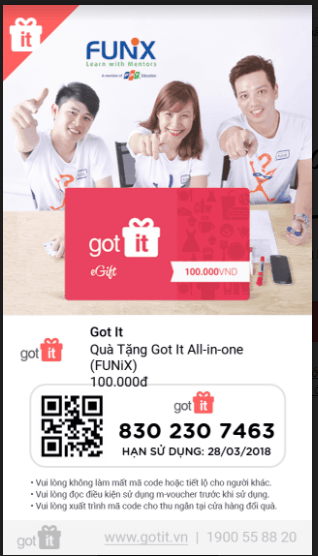 it
FUNiX
Learn with Mentors
A member of FPT Education
got it
eGift
100.000VND
Got It
got it
Quà Tặng Got It All-in-one
(FUNiX)
100.000đ
got it
830 230 7463
HẠN SỬ DỤNG: 28/03/2018
• Vui lòng không làm mất mã code hoặc tiết lộ cho người khác.
• Vui lòng đọc điều kiện sử dụng m-voucher trước khi sử dụng.
• Vui lòng xuất trình mã code cho thu ngân tại cửa hàng đổi quà.
got it
www.gotit.vn | 1900 55 88 20